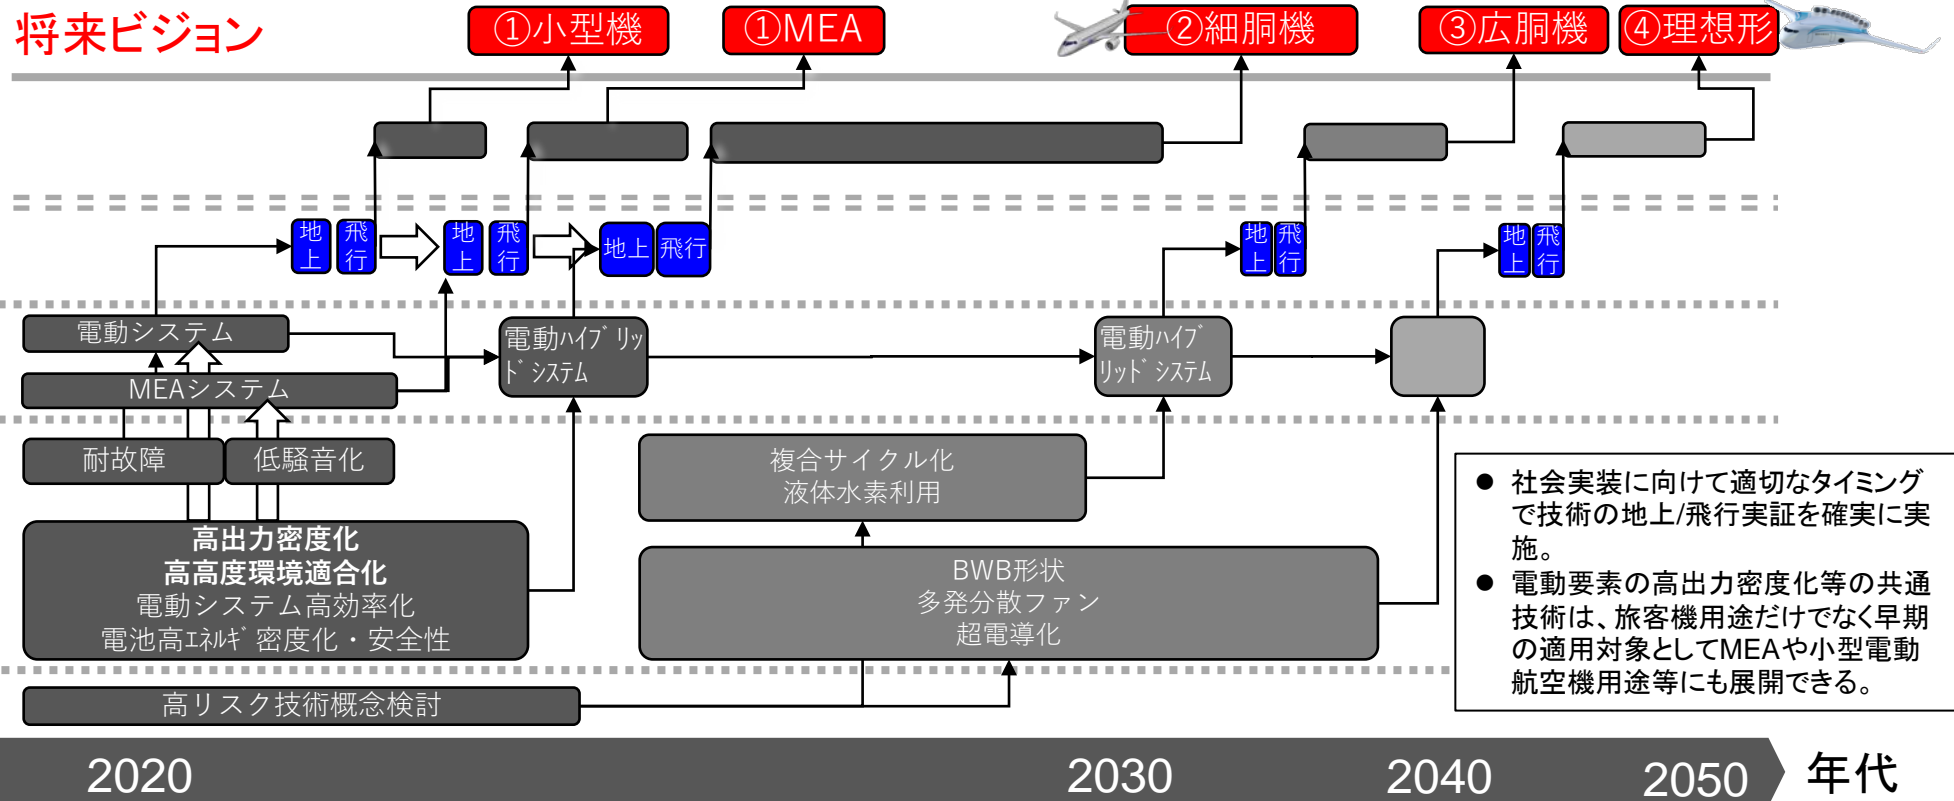 将来ビジョン
①小型機
①MEA
②細胴機
③広胴機
④理想形
地上
飛行
地上
飛行
地上
飛行
地上
飛行
地上
飛行
電動システム
MEAシステム
電動ﾊｲﾌﾞﾘｯ
ﾄﾞｼｽﾃﾑ
電動ﾊｲﾌﾞ
ﾘｯﾄﾞｼｽﾃﾑ
耐故障
低騒音化
複合サイクル化
液体水素利用
高出力密度化
高高度環境適合化
電動システム高効率化
電池高ｴﾈﾙｷﾞ密度化・安全性
BWB形状
多発分散ファン
超電導化
高リスク技術概念検討
● 社会実装に向けて適切なタイミング
で技術の地上/飛行実証を確実に実
施。
● 電動要素の高出力密度化等の共通
技術は、旅客機用途だけでなく早期
の適用対象としてMEAや小型電動
航空機用途等にも展開できる。
2020
2030
2040
2050
年代